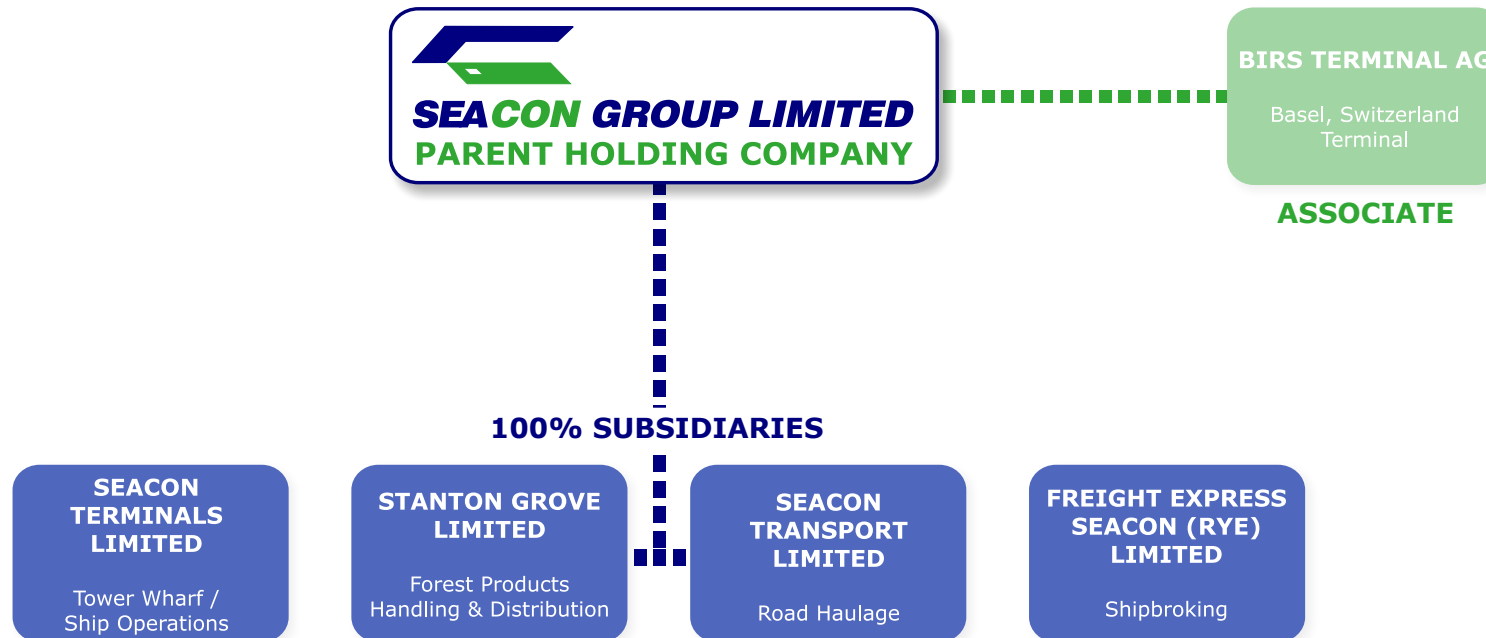 SEACON GROUP LIMITED
PARENT HOLDING COMPANY
BIRS TERMINAL AG
Basel, Switzerland
Terminal
ASSOCIATE
100% SUBSIDIARIES
SEACON
TERMINALS
LIMITED
Tower Wharf /
Ship Operations
STANTON GROVE
LIMITED
Forest Products
Handling & Distribution
SEACON
TRANSPORT
LIMITED
Road Haulage
FREIGHT EXPRESS
SEACON (RYE)
LIMITED
Shipbroking